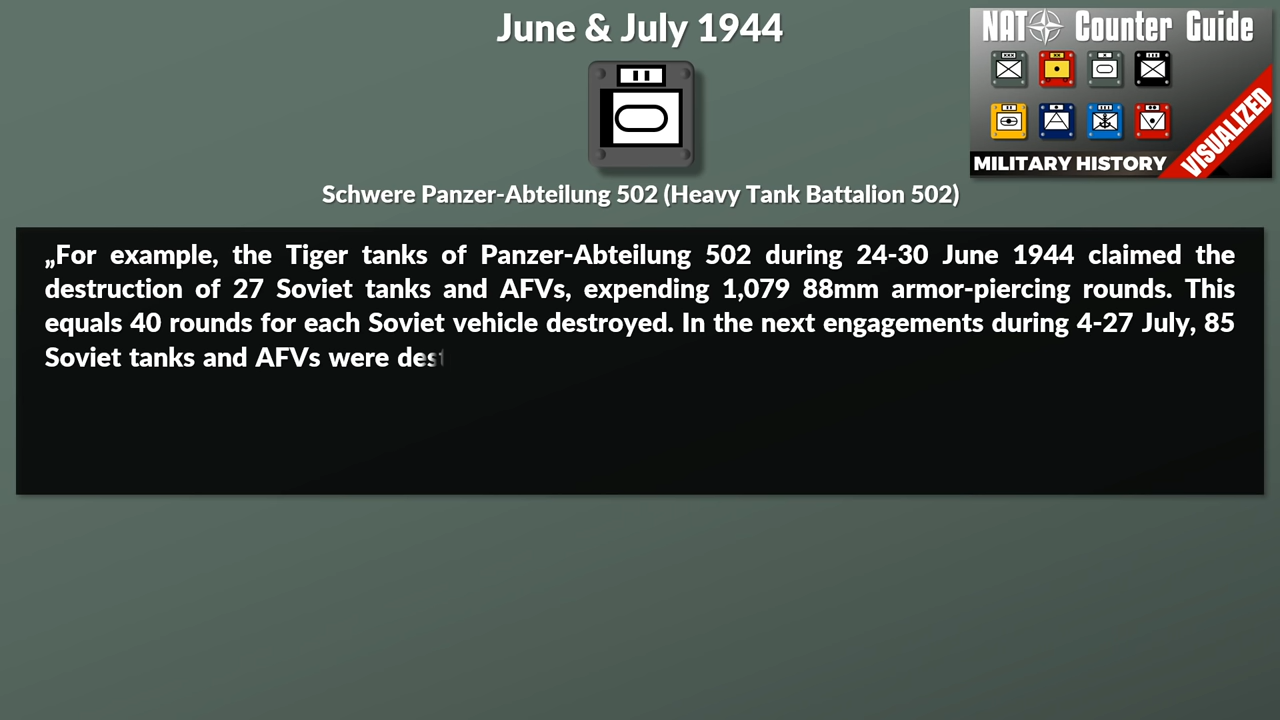 June & July 1944
NATO Counter Guide
MILITARY HISTORY
VISUALIZED
Schwere Panzer-Abteilung 502 (Heavy Tank Battalion 502)
„For example, the Tiger tanks of Panzer-Abteilung 502 during 24-30 June 1944 claimed the
destruction of 27 Soviet tanks and AFVs, expending 1,079 88mm armor-piercing rounds. This
equals 40 rounds for each Soviet vehicle destroyed. In the next engagements during 4-27 July, 85
Soviet tanks and AFVs were dest